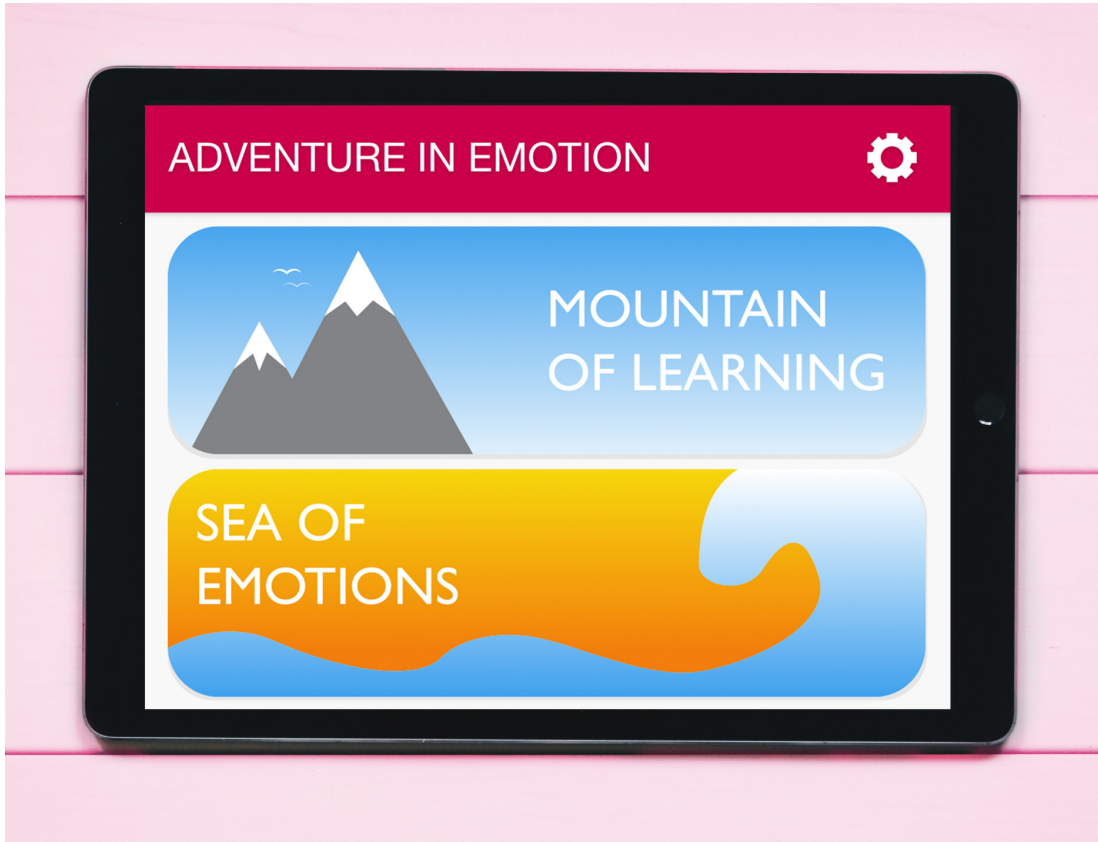 ADVENTURE IN EMOTION
MOUNTAIN
OF LEARNING
SEA OF
EMOTIONS